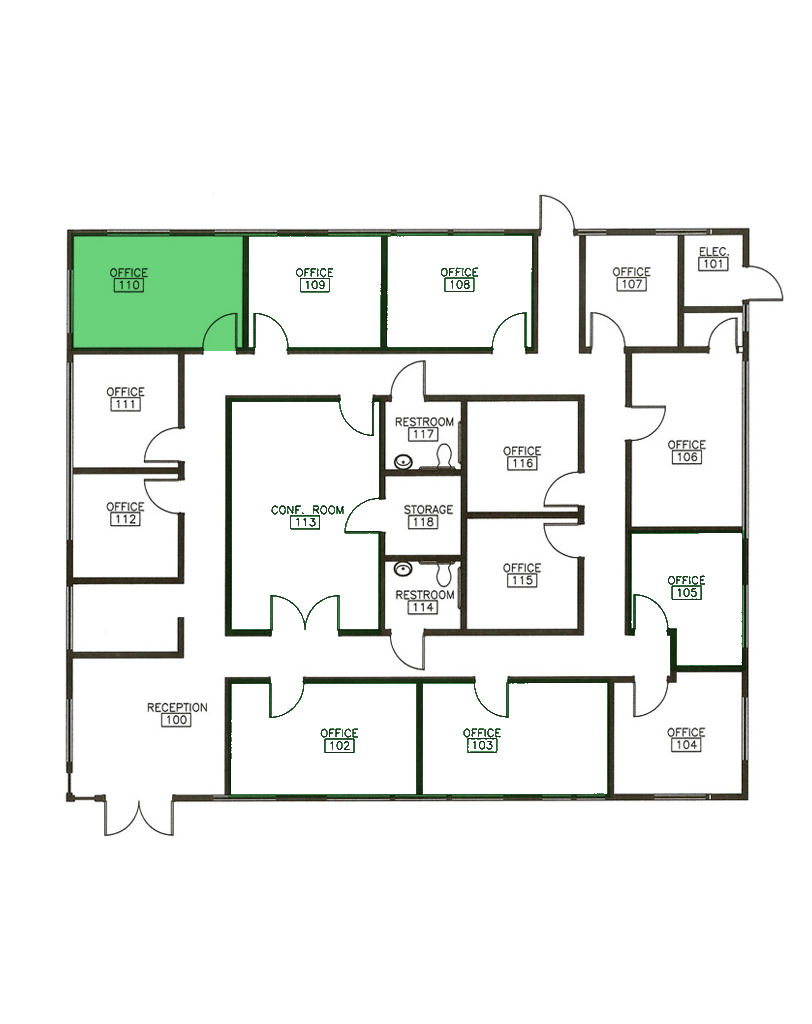 OFFICE
110
OFFICE
109
OFFICE
108
OFFICE
107
ELEC.
101
OFFICE
111
OFFICE
112
CONF. ROOM
113
RESTROOM
117
STORAGE
118
RESTROOM
114
OFFICE
116
OFFICE
115
OFFICE
106
OFFICE
105
RECEPTION
100
OFFICE
102
OFFICE
103
OFFICE
104